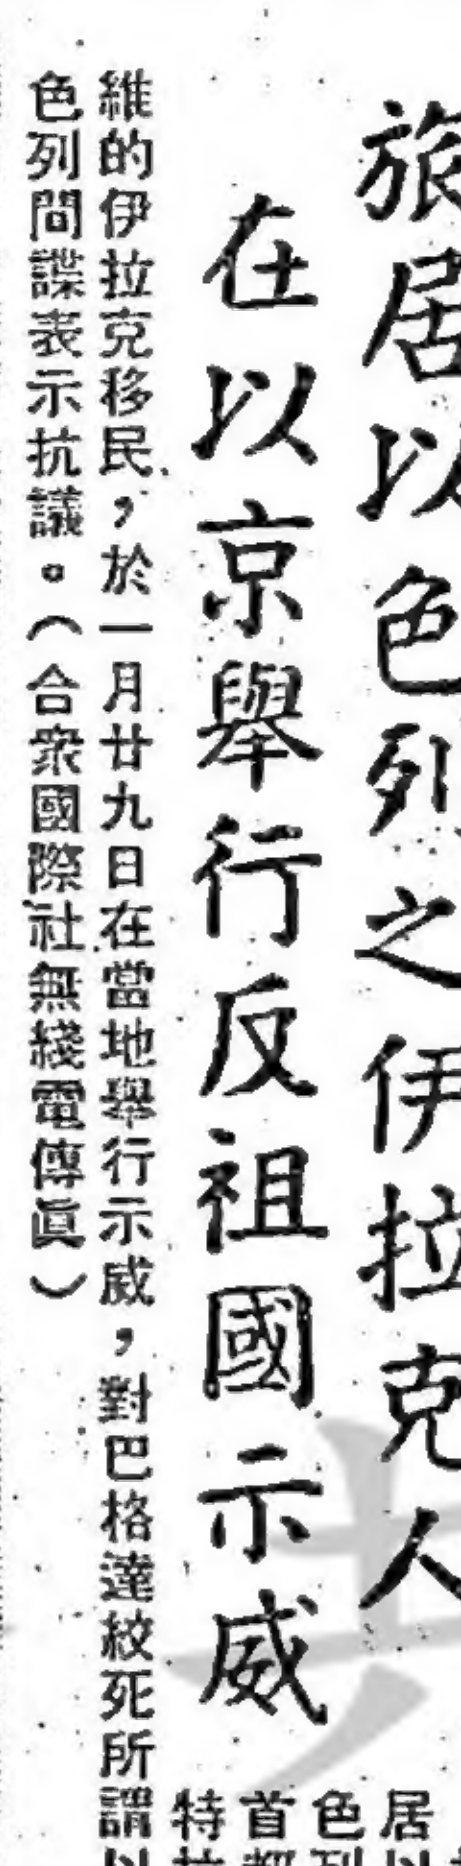 旅居以色列之伊拉克人
在以京舉行反祖國示威
居以
色列
首都
特拉
維的伊拉克移民，於一月廿九日在當地舉行示威，對巴格達絞死所謂以
色列間諜表示抗議。（合衆國際社無綫電傳眞）